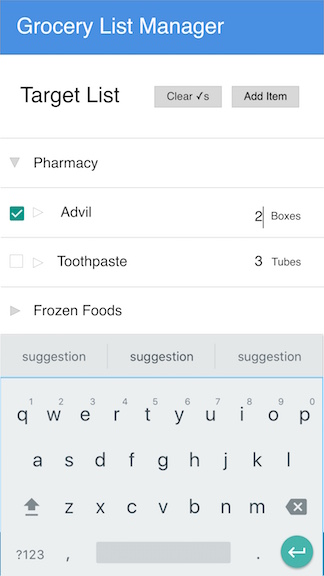 Grocery List Manager
Target List
Clear ✓s
Add Item
Pharmacy
Advil 2 Boxes
Toothpaste 3 Tubes
Frozen Foods
suggestion suggestion suggestion
1 2 3 4 5 6 7 8 9 0
q w e r t y u i o p
a s d f g h j k l
z x c v b n m
?123 , .